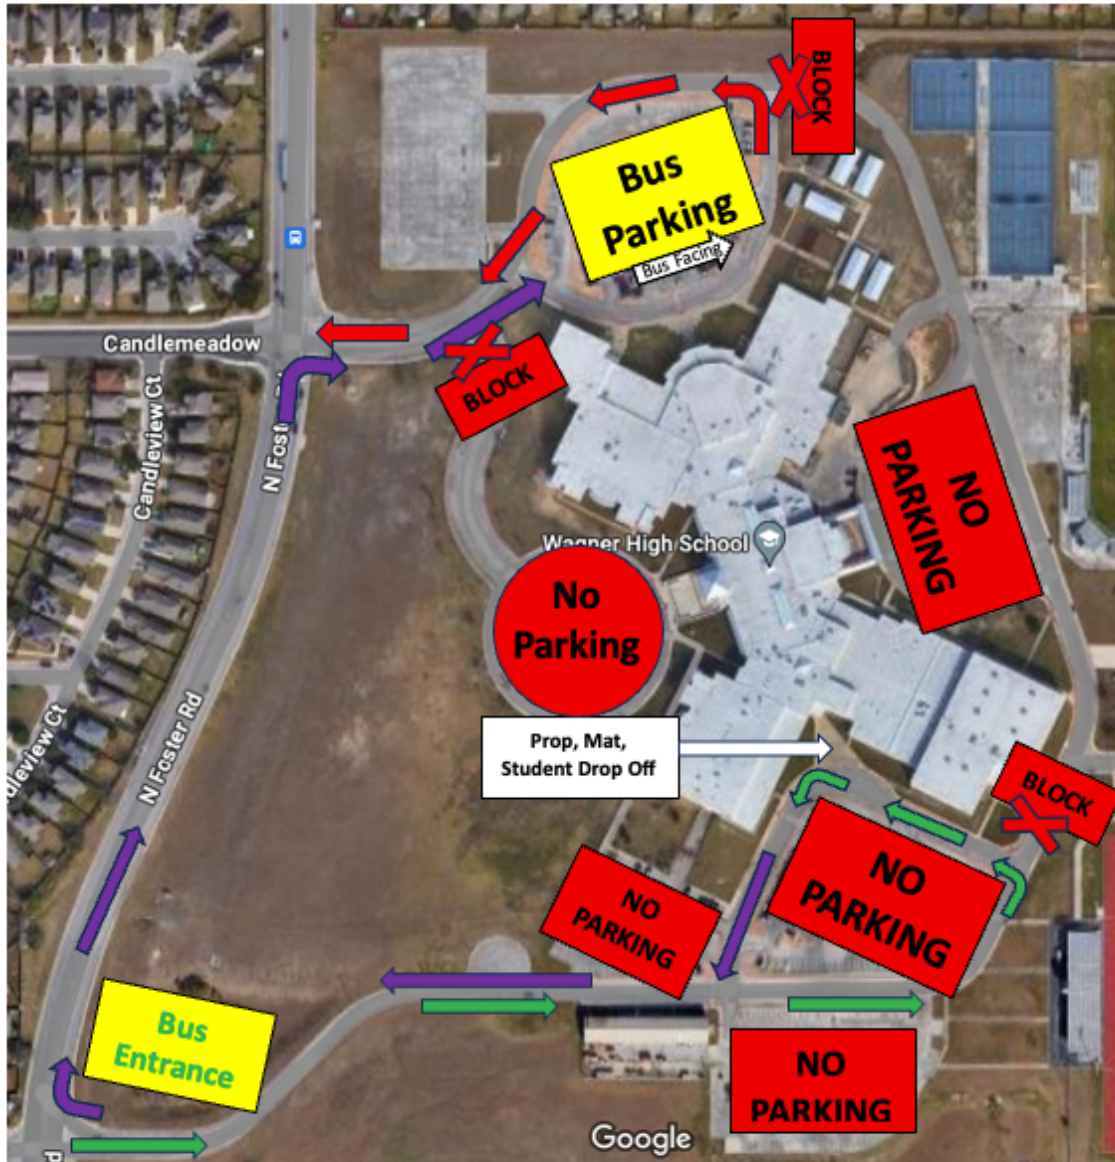 BLOCK
Bus
Parking
Bus Facing
Candlemeadow
BLOCK
Candleview Ct
N Foster Rd
NO
PARKING
Wagner High School
No
Parking
N Foster Rd
Prop, Mat,
Student Drop Off
BLOCK
NO
PARKING
NO
PARKING
Bus
Entrance
NO
PARKING
Google